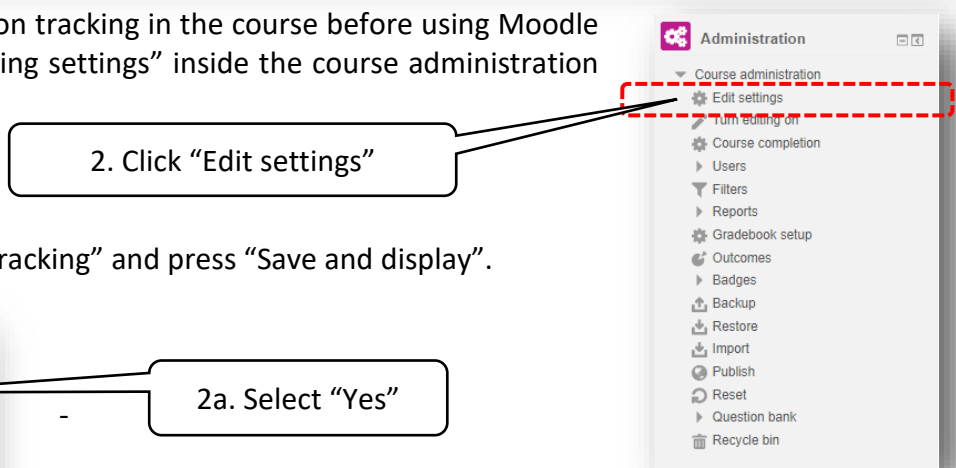 on tracking in the course before using Moodle
ing settings” inside the course administration
2. Click “Edit settings”
racking” and press “Save and display”.
2a. Select “Yes”
-
Administration
Course administration
Edit settings
Turn editing on
Course completion
Users
Filters
Reports
Gradebook setup
Outcomes
Badges
Backup
Restore
Import
Publish
Reset
Question bank
Recycle bin